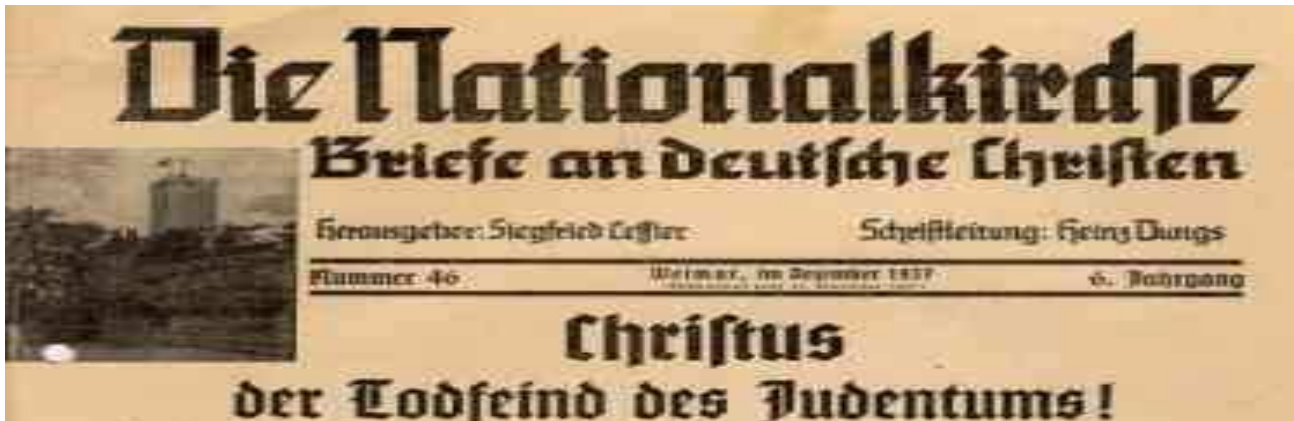 Die Nationalkirche
Briefe an Deutsche Christen
Herausgeber: Siegfried Leffler Schriftleitung: Heinz Dungs
Nummer 46 Weimar, im Dezember 1937 6. Jahrgang
Christus
der Todfeind des Judentums!